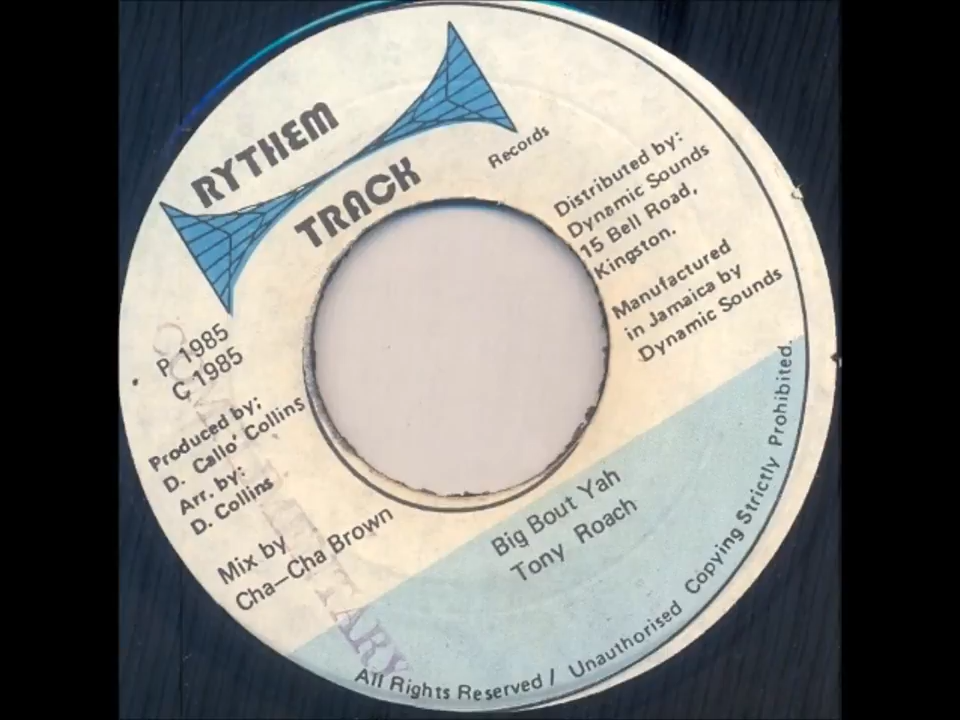 RYTHEM
TRACK
Records
Distributed by:
Dynamic Sounds
15 Bell Road,
Kingston.
Manufactured
in Jamaica by
Dynamic Sounds
P 1985
C 1985
Produced by;
D. Callo' Collins
Arr. by:
D. Collins
Mix by
Cha-Cha Brown
Big Bout Yah
Tony Roach
All Rights Reserved / Unauthorised Copying Strictly Prohibited.